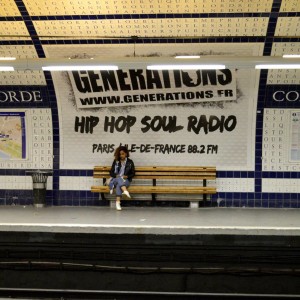 GENERATIONS
WWW.GENERATIONS.FR
HIP HOP SOUL RADIO
PARIS - ILE-DE-FRANCE 88.2 FM
ORDE
CO